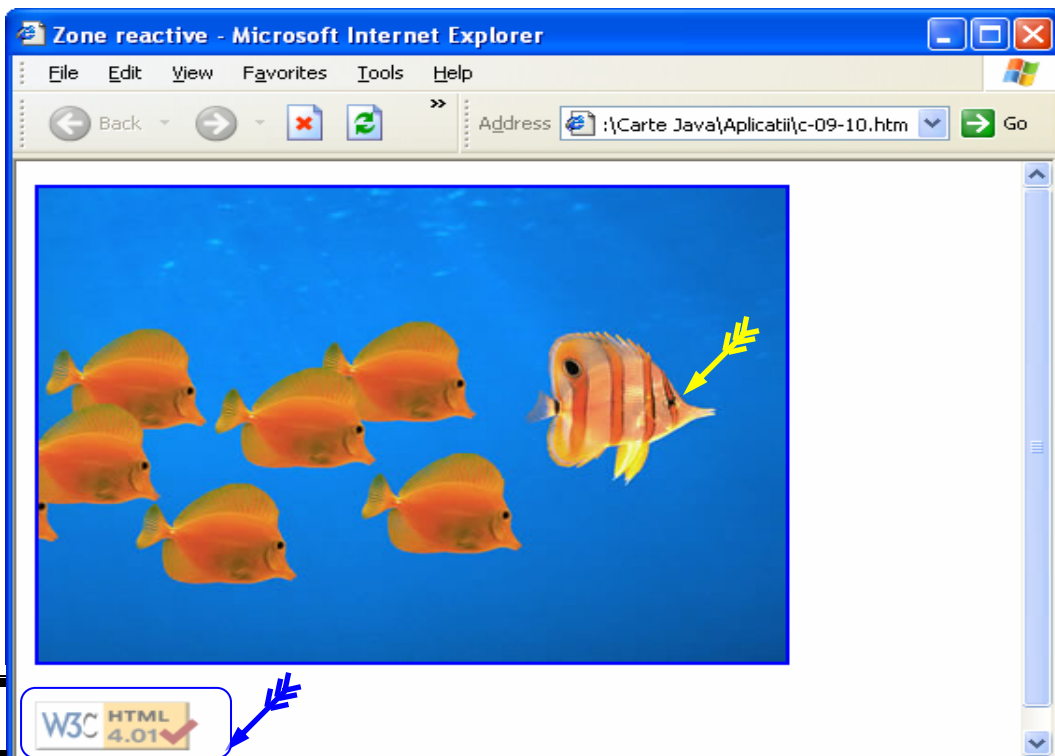 Zone reactive - Microsoft Internet Explorer
File Edit View Favorites Tools Help
Back » Address :\Carte Java\Aplicatii\c-09-10.htm Go
W3C HTML
4.01